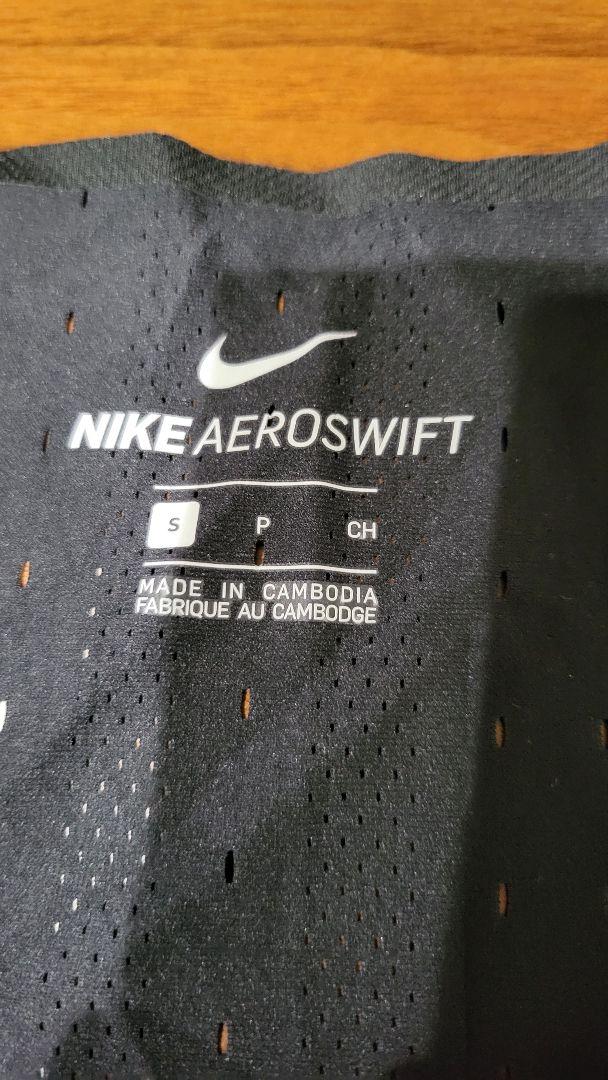 NIKE AEROSWIFT
S P CH
MADE IN CAMBODIA
FABRIQUE AU CAMBODGE